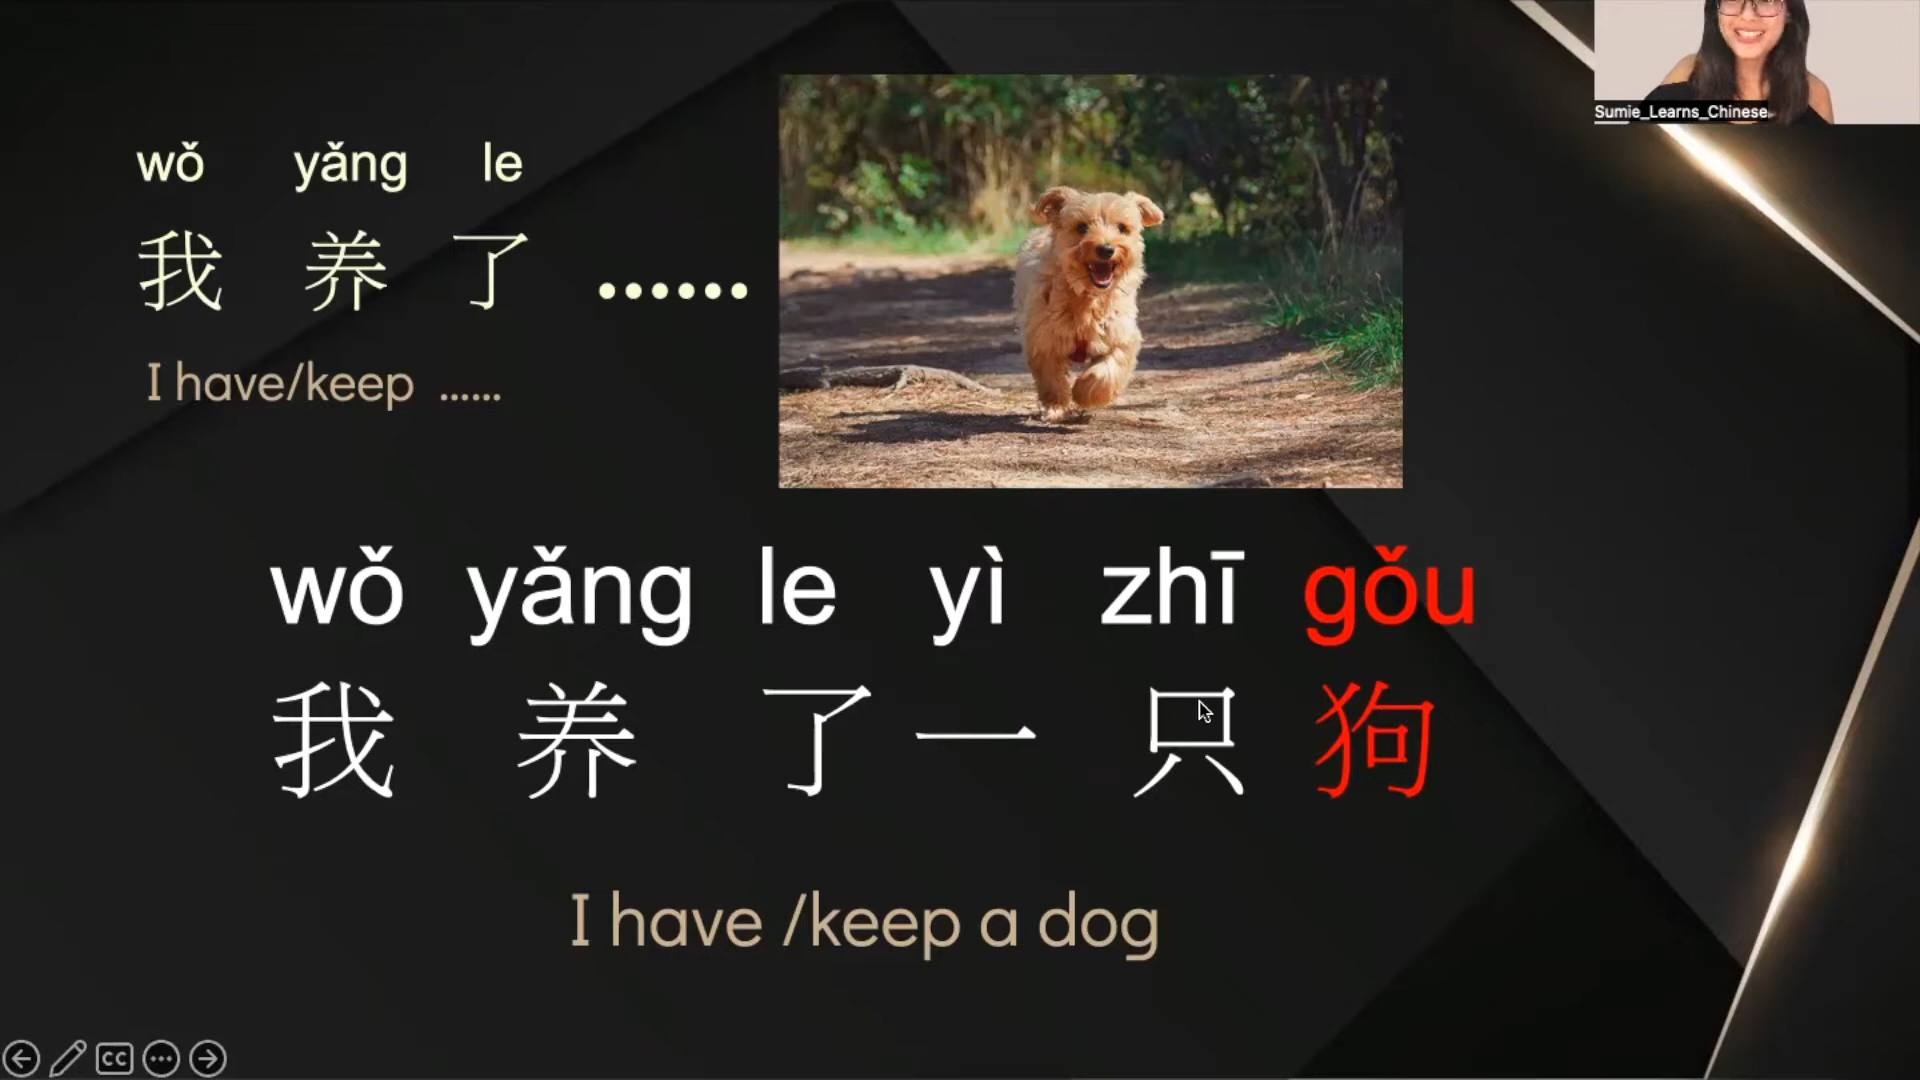 Sumie_Learns_Chinese
wǒ yǎng le
我 养 了 ......
I have/keep ......
wǒ yǎng le yì zhī gǒu
我 养 了 一 只 狗
I have /keep a dog
CC